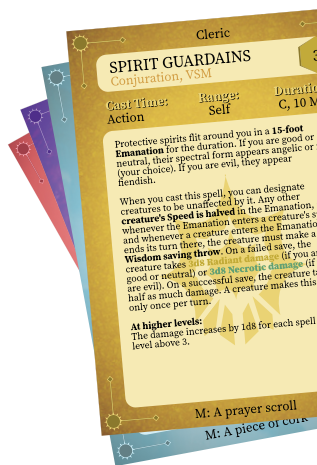 Cleric
SPIRIT GUARDAINS
3
Conjuration, VSM
Cast Time:
Range:
Action
Self
C, 10 M
Protective spirits flit around you in a 15-foot
Emanation for the duration. If you are good or
neutral, their spectral form appears angelic or
(your choice). If you are evil, they appear
fiendish.
When you cast this spell, you can designate
creatures to be unaffected by it. Any other
creature's Speed is halved in the Emanation,
whenever the Emanation enters a creature's
and whenever a creature enters the
ends its turn there, the creature must make a
Wisdom saving throw. On a failed save, the
creature takes 3d8 Radiant damage (if you
good or neutral) or 3d8 Necrotic damage (if
are evil). On a successful save, the creature
half as much damage. A creature makes this
only once per turn.
At higher levels:
The damage increases by 1d8 for each spell
level above 3.
M: A prayer scroll
M: A piece of cork